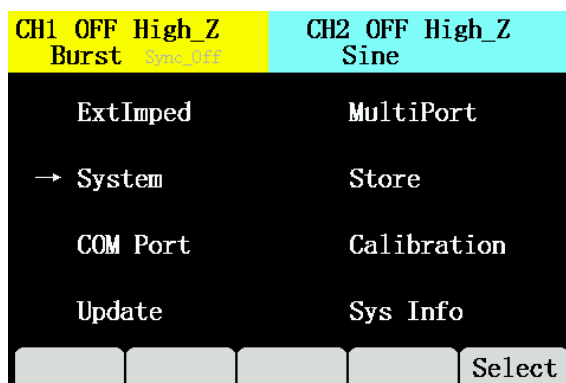 CH1 OFF High_Z
Burst Sync_Off
CH2 OFF High_Z
Sine
ExtImped MultiPort
→ System Store
COM Port Calibration
Update Sys Info
Select